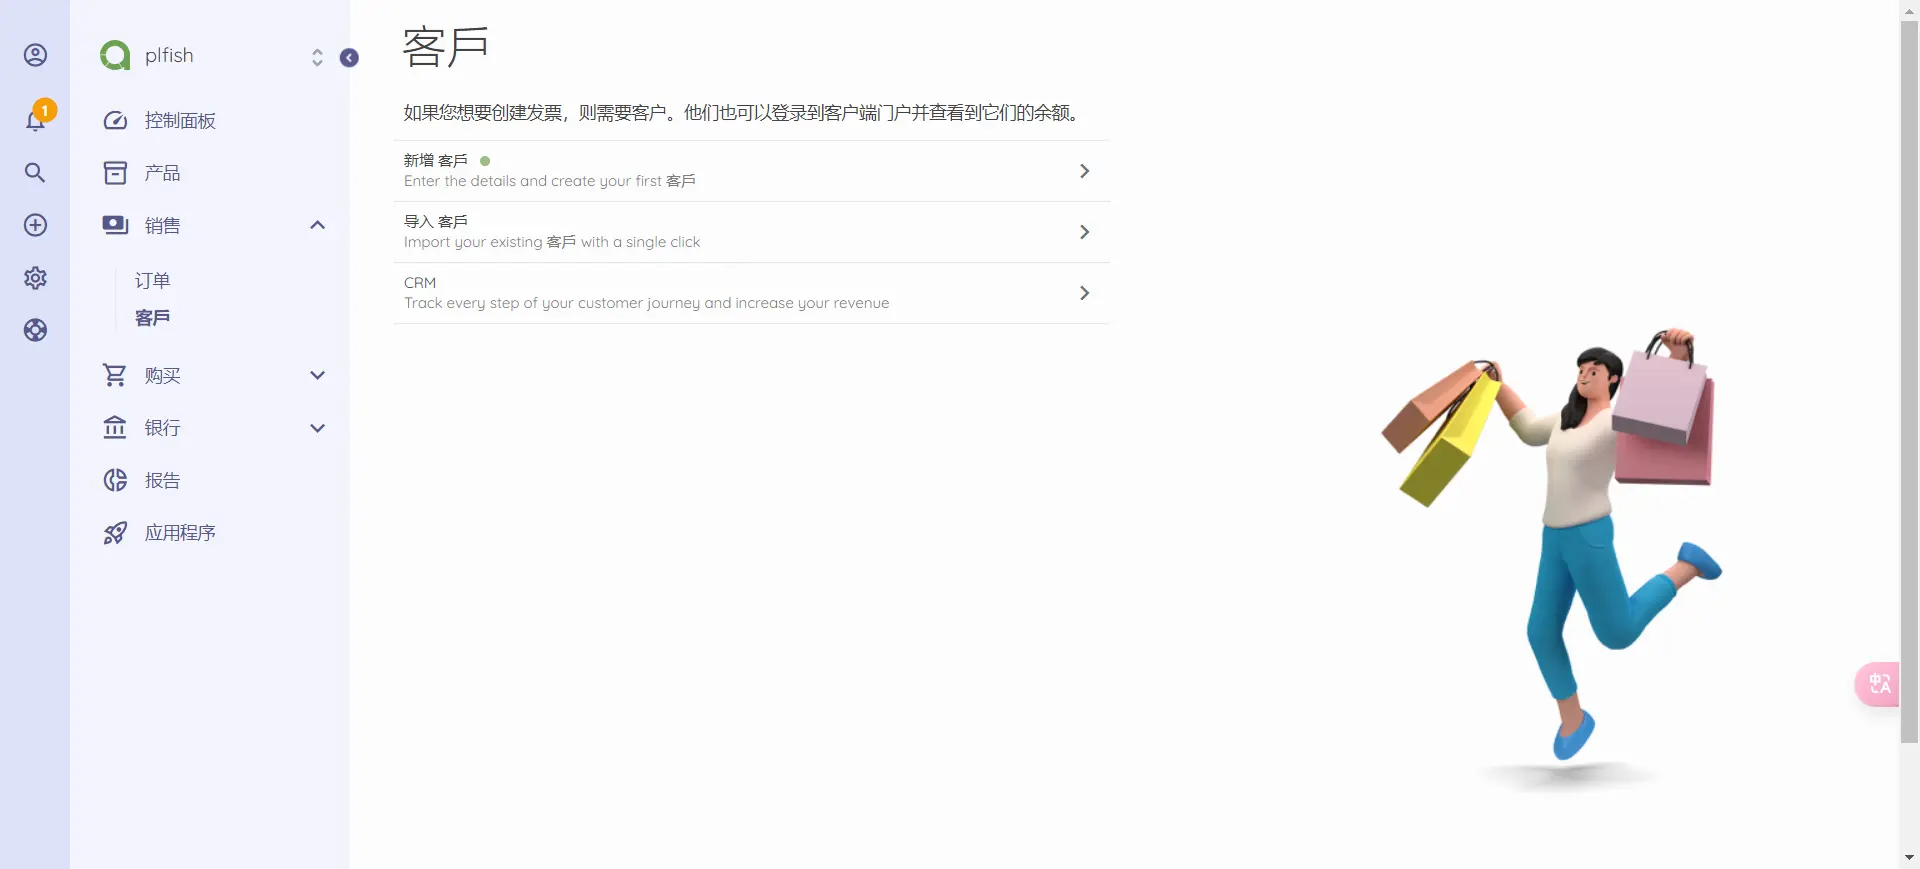 1
plfish
控制面板
产品
销售
订单
客戶
购买
银行
报告
应用程序
客戶
如果您想要创建发票，则需要客户。他们也可以登录到客户端门户并查看到它们的余额。
新增 客戶
Enter the details and create your first 客戶
导入 客戶
Import your existing 客戶 with a single click
CRM
Track every step of your customer journey and increase your revenue
中A